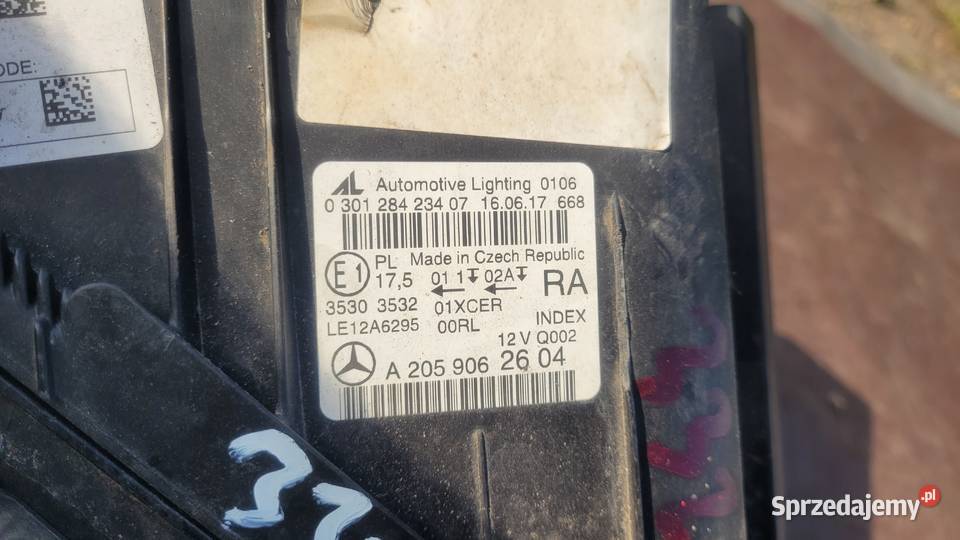 ODE:
AL Automotive Lighting 0106
0 301 284 234 07 16.06.17 668
E1 PL Made in Czech Republic
17,5 01 1 02A RA
3530 3532 01XCER
LE12A6295 00RL INDEX
12 V Q002
A 205 906 26 04
Sprzedajemy.pl